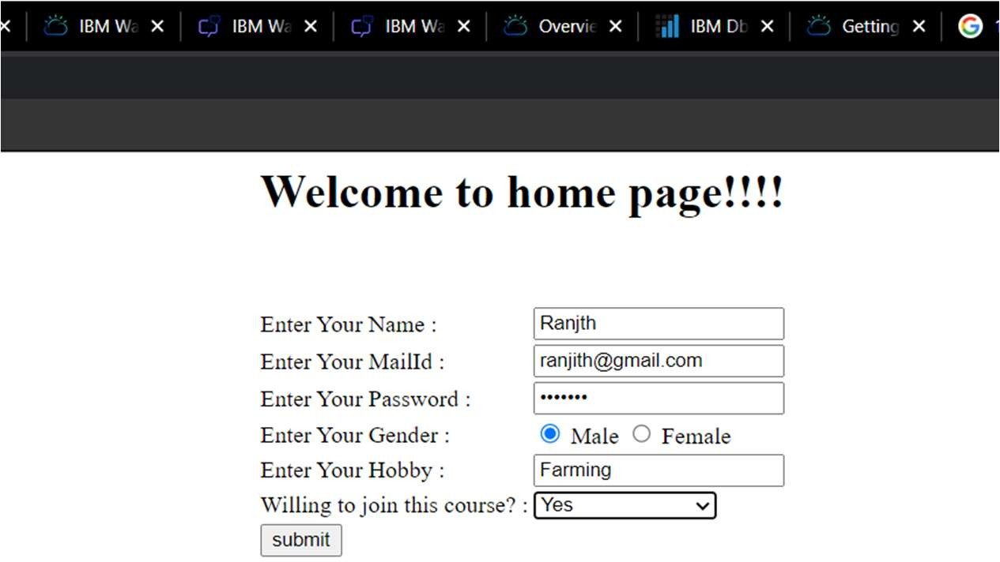 IBM Wa IBM Wa IBM Wa Overvie IBM Db Getting
Welcome to home page!!!!
Enter Your Name : Ranjth
Enter Your MailId : ranjith@gmail.com
Enter Your Password : •••••••
Enter Your Gender : Male Female
Enter Your Hobby : Farming
Willing to join this course? : Yes
submit